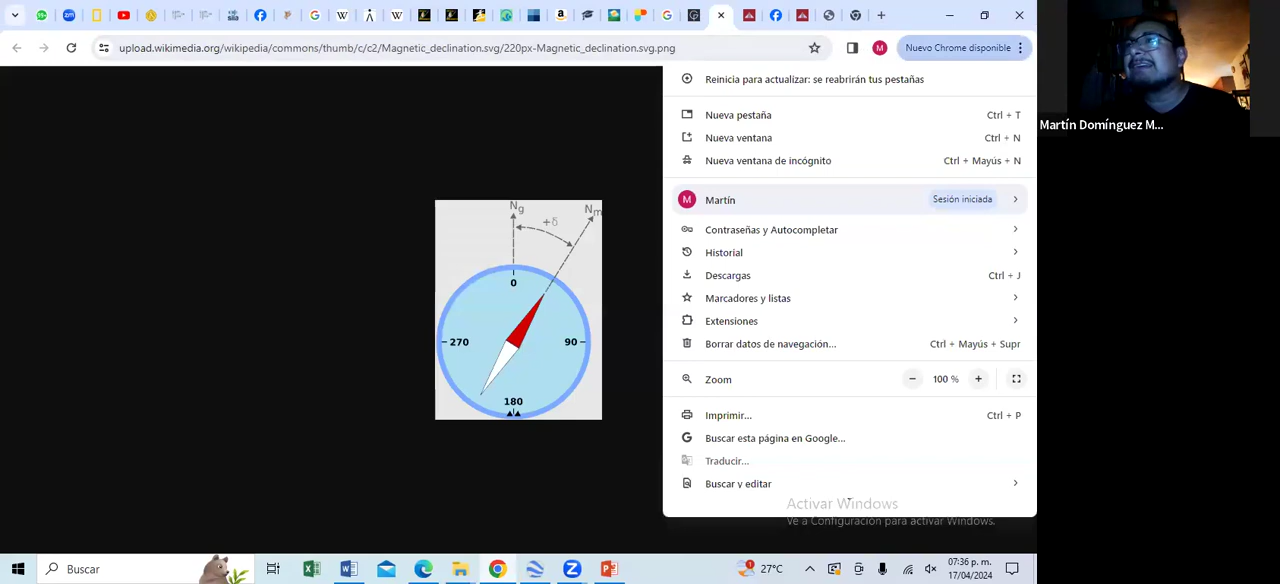 upload.wikimedia.org/wikipedia/commons/thumb/c/c2/Magnetic_declination.svg/220px-Magnetic_declination.svg.png
M
Nuevo Chrome disponible
Reinicia para actualizar: se reabrirán tus pestañas
Nueva pestaña Ctrl + T
Nueva ventana Ctrl + N
Nueva ventana de incógnito Ctrl + Mayús + N
M Martín Sesión iniciada
Contraseñas y Autocompletar
Historial
Descargas Ctrl + J
Marcadores y listas
Extensiones
Borrar datos de navegación... Ctrl + Mayús + Supr
Zoom − 100 % +
Imprimir... Ctrl + P
Buscar esta página en Google...
Traducir...
Buscar y editar
Activar Windows
Ve a Configuración para activar Windows.
Ng
Nm
+δ
0
270
90
180
Martín Domínguez M...
Buscar
27°C
07:36 p. m.
17/04/2024